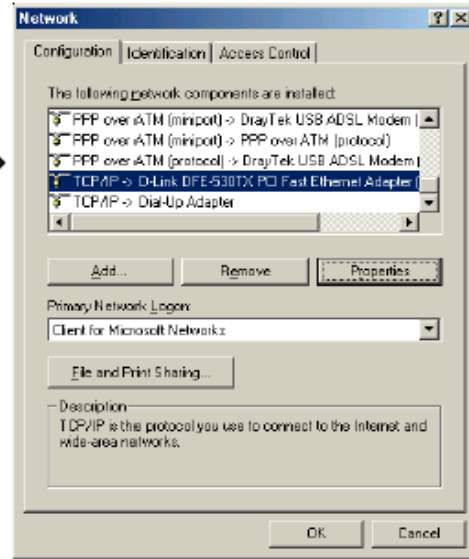 Network
Configuration Identification Access Control
The following network components are installed:
PPP over ATM (miniport) -> DrayTek USB ADSL Modem (
PPP over ATM (miniport) -> PPP over ATM (protocol)
PPP over ATM (protocol) -> DrayTek USB ADSL Modem (
TCP/IP -> D-Link DFE-530TX PCI Fast Ethernet Adapter (
TCP/IP -> Dial-Up Adapter
Add... Remove Properties
Primary Network Logon:
Client for Microsoft Networks
File and Print Sharing...
Description
TCP/IP is the protocol you use to connect to the Internet and
wide-area networks.
OK Cancel